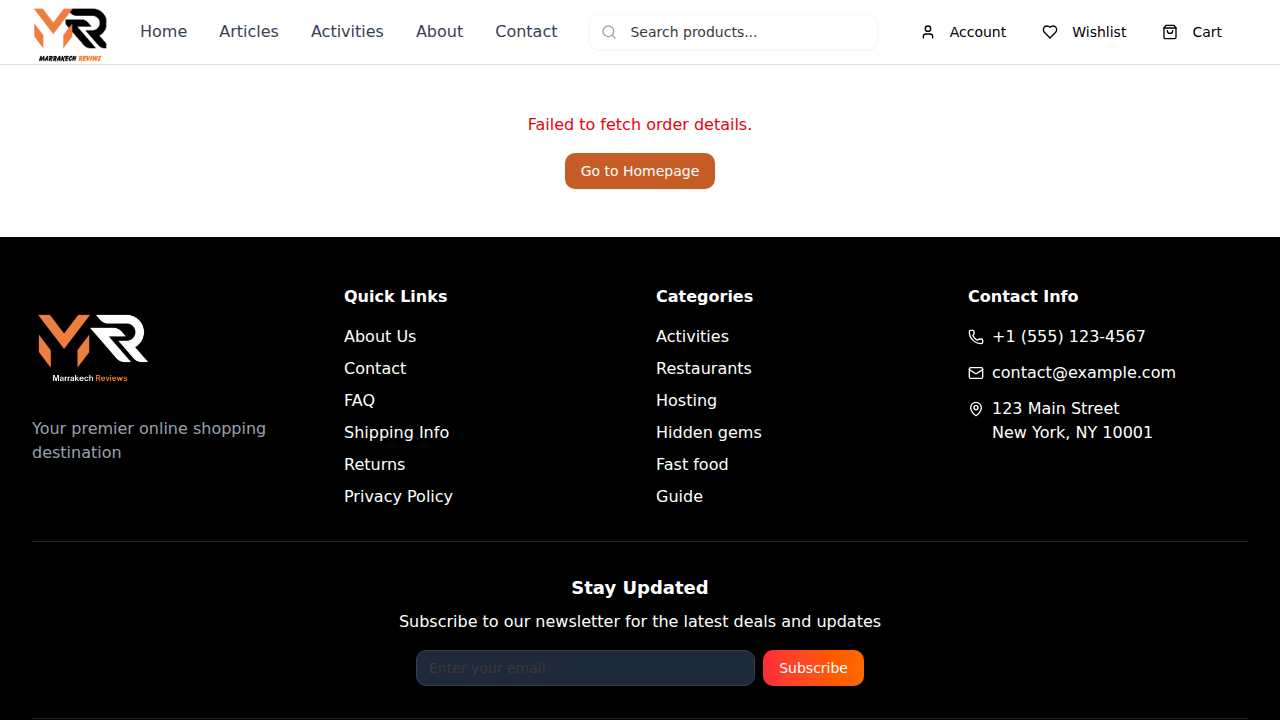 MR
MARRAKECH REVIWS
Home
Articles
Activities
About
Contact
Search products...
Account
Wishlist
Cart
Failed to fetch order details.
Go to Homepage
MR
Marrakech Reviews
Your premier online shopping
destination
Quick Links
About Us
Contact
FAQ
Shipping Info
Returns
Privacy Policy
Categories
Activities
Restaurants
Hosting
Hidden gems
Fast food
Guide
Contact Info
+1 (555) 123-4567
contact@example.com
123 Main Street
New York, NY 10001
Stay Updated
Subscribe to our newsletter for the latest deals and updates
Enter your email
Subscribe